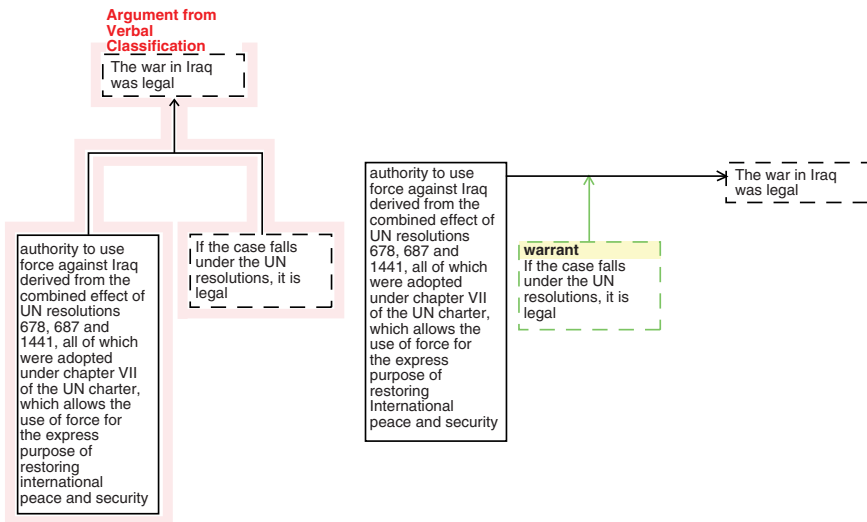 Argument from
Verbal
Classification
The war in Iraq
was legal
authority to use
force against Iraq
derived from the
combined effect of
UN resolutions
678, 687 and
1441, all of which
were adopted
under chapter VII
of the UN charter,
which allows the
use of force for
the express
purpose of
restoring
international
peace and security
If the case falls
under the UN
resolutions, it is
legal
authority to use
force against Iraq
derived from the
combined effect of
UN resolutions
678, 687 and
1441, all of which
were adopted
under chapter VII
of the UN charter,
which allows the
use of force for
the express
purpose of
restoring
International
peace and security
warrant
If the case falls
under the UN
resolutions, it is
legal
The war in Iraq
was legal